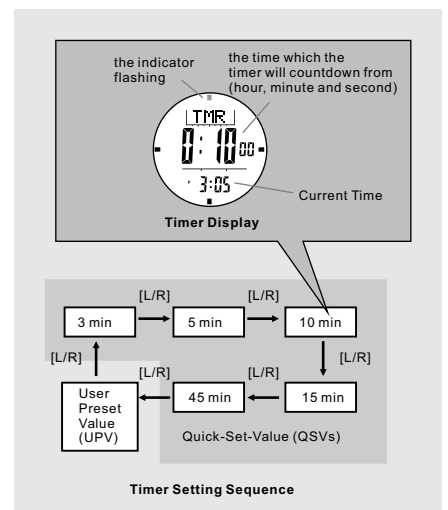 the indicator
flashing
the time which the
timer will countdown from
(hour, minute and second)
TMR
0: 10 00
3:05
Current Time
Timer Display
[L/R]
[L/R]
3 min
5 min
10 min
[L/R]
[L/R]
[L/R]
[L/R]
User
Preset
Value
(UPV)
45 min
15 min
Quick-Set-Value (QSVs)
Timer Setting Sequence